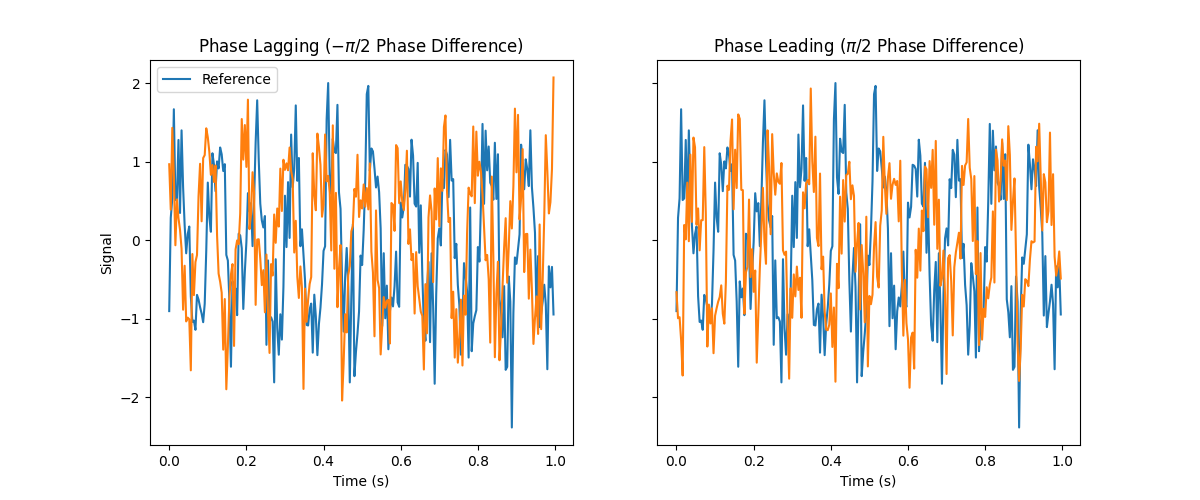 Phase Lagging (−π/2 Phase Difference)
Phase Leading (π/2 Phase Difference)
Reference
2
1
0
−1
−2
Signal
0.0 0.2 0.4 0.6 0.8 1.0
0.0 0.2 0.4 0.6 0.8 1.0
Time (s)
Time (s)